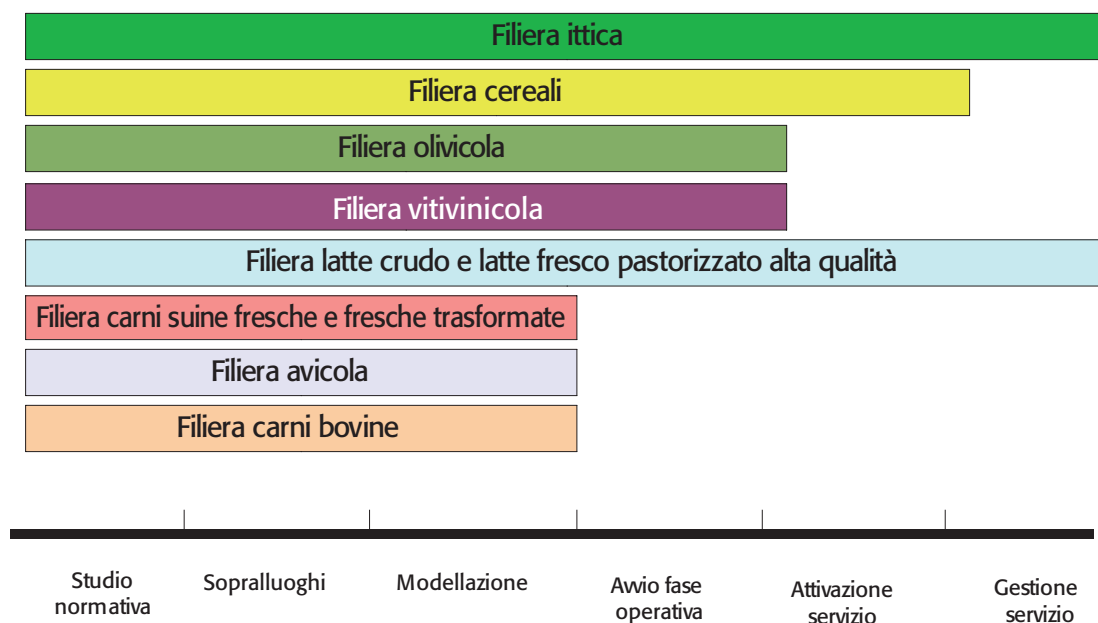 Filiera ittica
Filiera cereali
Filiera olivicola
Filiera vitivinicola
Filiera latte crudo e latte fresco pastorizzato alta qualità
Filiera carni suine fresche e fresche trasformate
Filiera avicola
Filiera carni bovine
Studio
normativa
Sopralluoghi
Modellazione
Avvio fase
operativa
Attivazione
servizio
Gestione
servizio